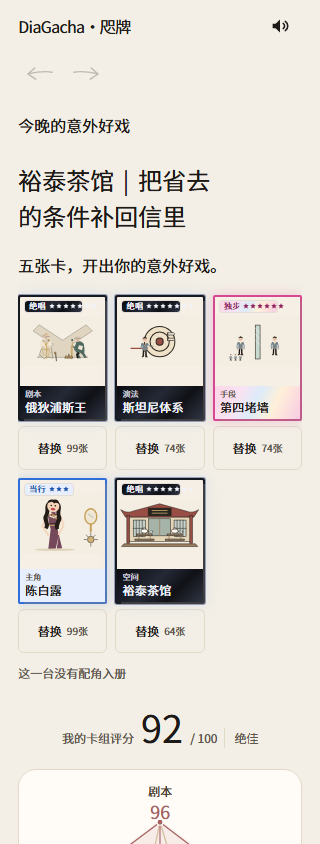 DiaGacha·咫牌
今晚的意外好戏
裕泰茶馆｜把省去
的条件补回信里
五张卡，开出你的意外好戏。
绝唱 ★★★★★
绝唱 ★★★★★
独步 ★★★★★★
剧本
俄狄浦斯王
演法
斯坦尼体系
手段
第四堵墙
替换 99张
替换 74张
替换 74张
当行 ★★★
绝唱 ★★★★★
主角
陈白露
空间
裕泰茶馆
替换 99张
替换 64张
这一台没有配角入册
我的卡组评分 92 / 100 绝佳
剧本
96